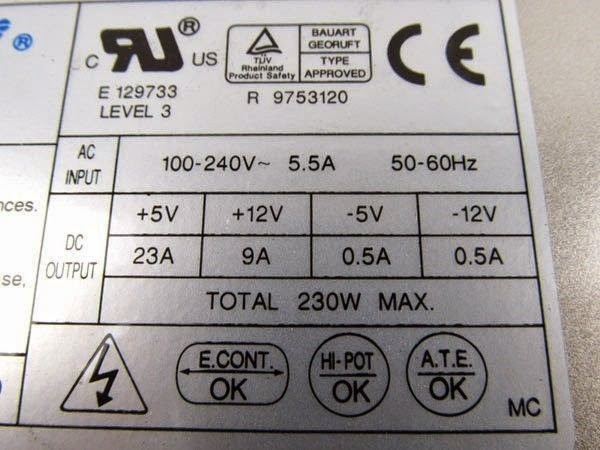 ®
c RU ® US
TÜV
Rheinland
Product Safety
BAUART
GEORUFT
TYPE
APPROVED
CE
E 129733
LEVEL 3
R 9753120
AC
INPUT
100-240V~ 5.5A 50-60Hz
nces.
DC
OUTPUT
+5V +12V -5V -12V
23A 9A 0.5A 0.5A
se,
TOTAL 230W MAX.
E.CONT.
OK
HI-POT
OK
A.T.E.
OK
MC